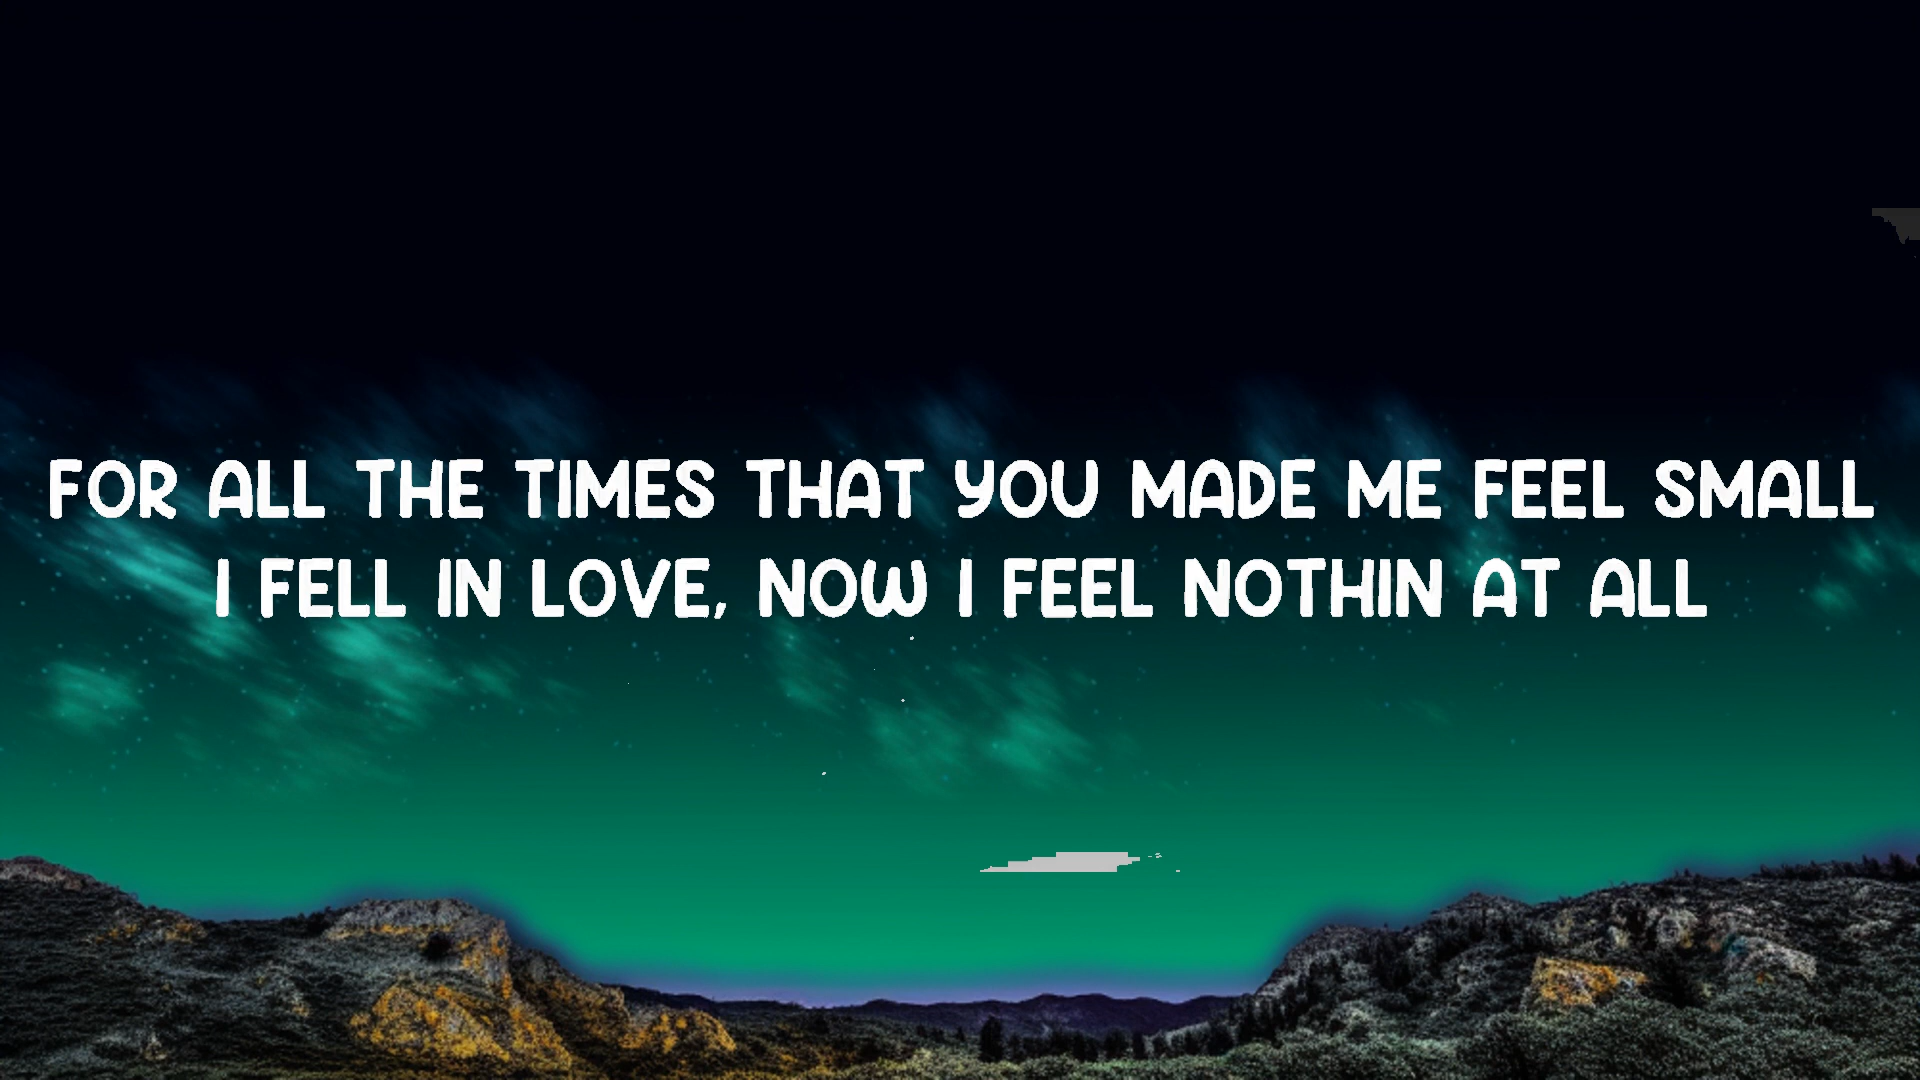 FOR ALL THE TIMES THAT YOU MADE ME FEEL SMALL
I FELL IN LOVE, NOW I FEEL NOTHIN AT ALL